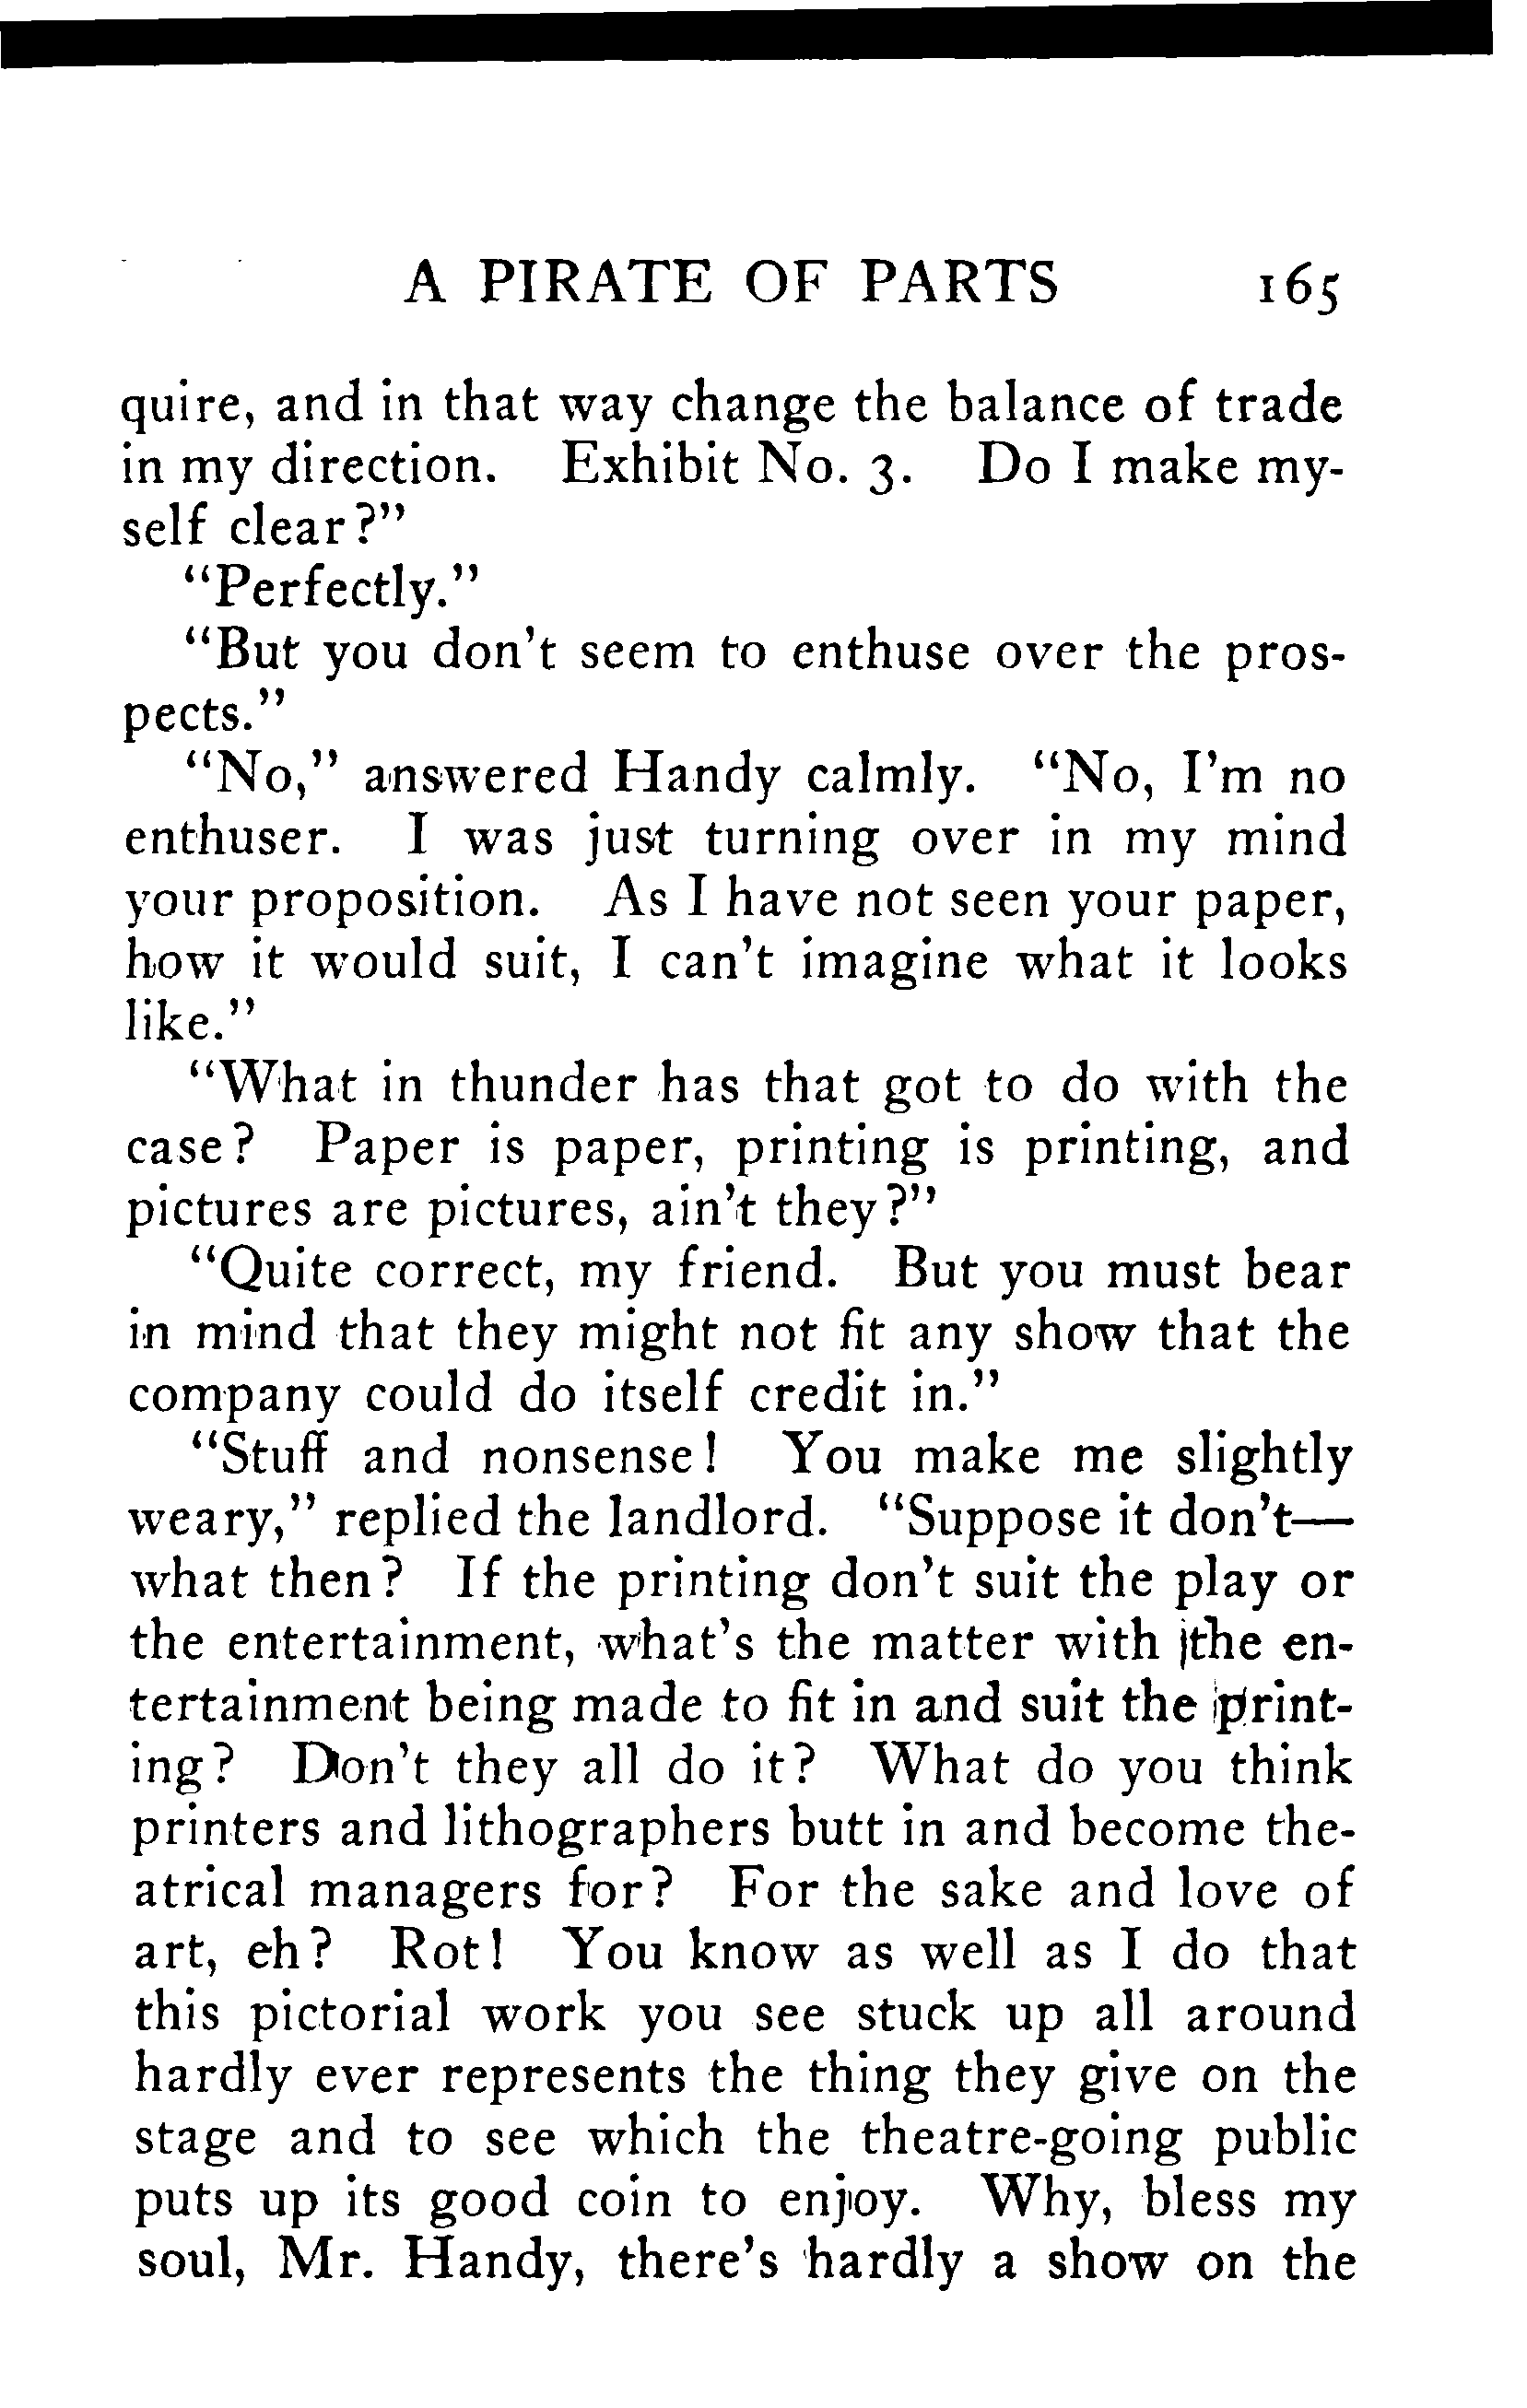 A PIRATE OF PARTS 165
quire, and in that way change the balance of trade
in my direction. Exhibit No. 3. Do I make my-
self clear?"
"Perfectly."
"But you don't seem to enthuse over the pros-
pects."
"No," answered Handy calmly. "No, I'm no
enthuser. I was just turning over in my mind
your proposition. As I have not seen your paper,
how it would suit, I can't imagine what it looks
like."
"What in thunder has that got to do with the
case? Paper is paper, printing is printing, and
pictures are pictures, ain't they?"
"Quite correct, my friend. But you must bear
in mind that they might not fit any show that the
company could do itself credit in."
"Stuff and nonsense! You make me slightly
weary," replied the landlord. "Suppose it don't—
what then? If the printing don't suit the play or
the entertainment, what's the matter with the en-
tertainment being made to fit in and suit the print-
ing? Don't they all do it? What do you think
printers and lithographers butt in and become the-
atrical managers for? For the sake and love of
art, eh? Rot! You know as well as I do that
this pictorial work you see stuck up all around
hardly ever represents the thing they give on the
stage and to see which the theatre-going public
puts up its good coin to enjoy. Why, bless my
soul, Mr. Handy, there's hardly a show on the